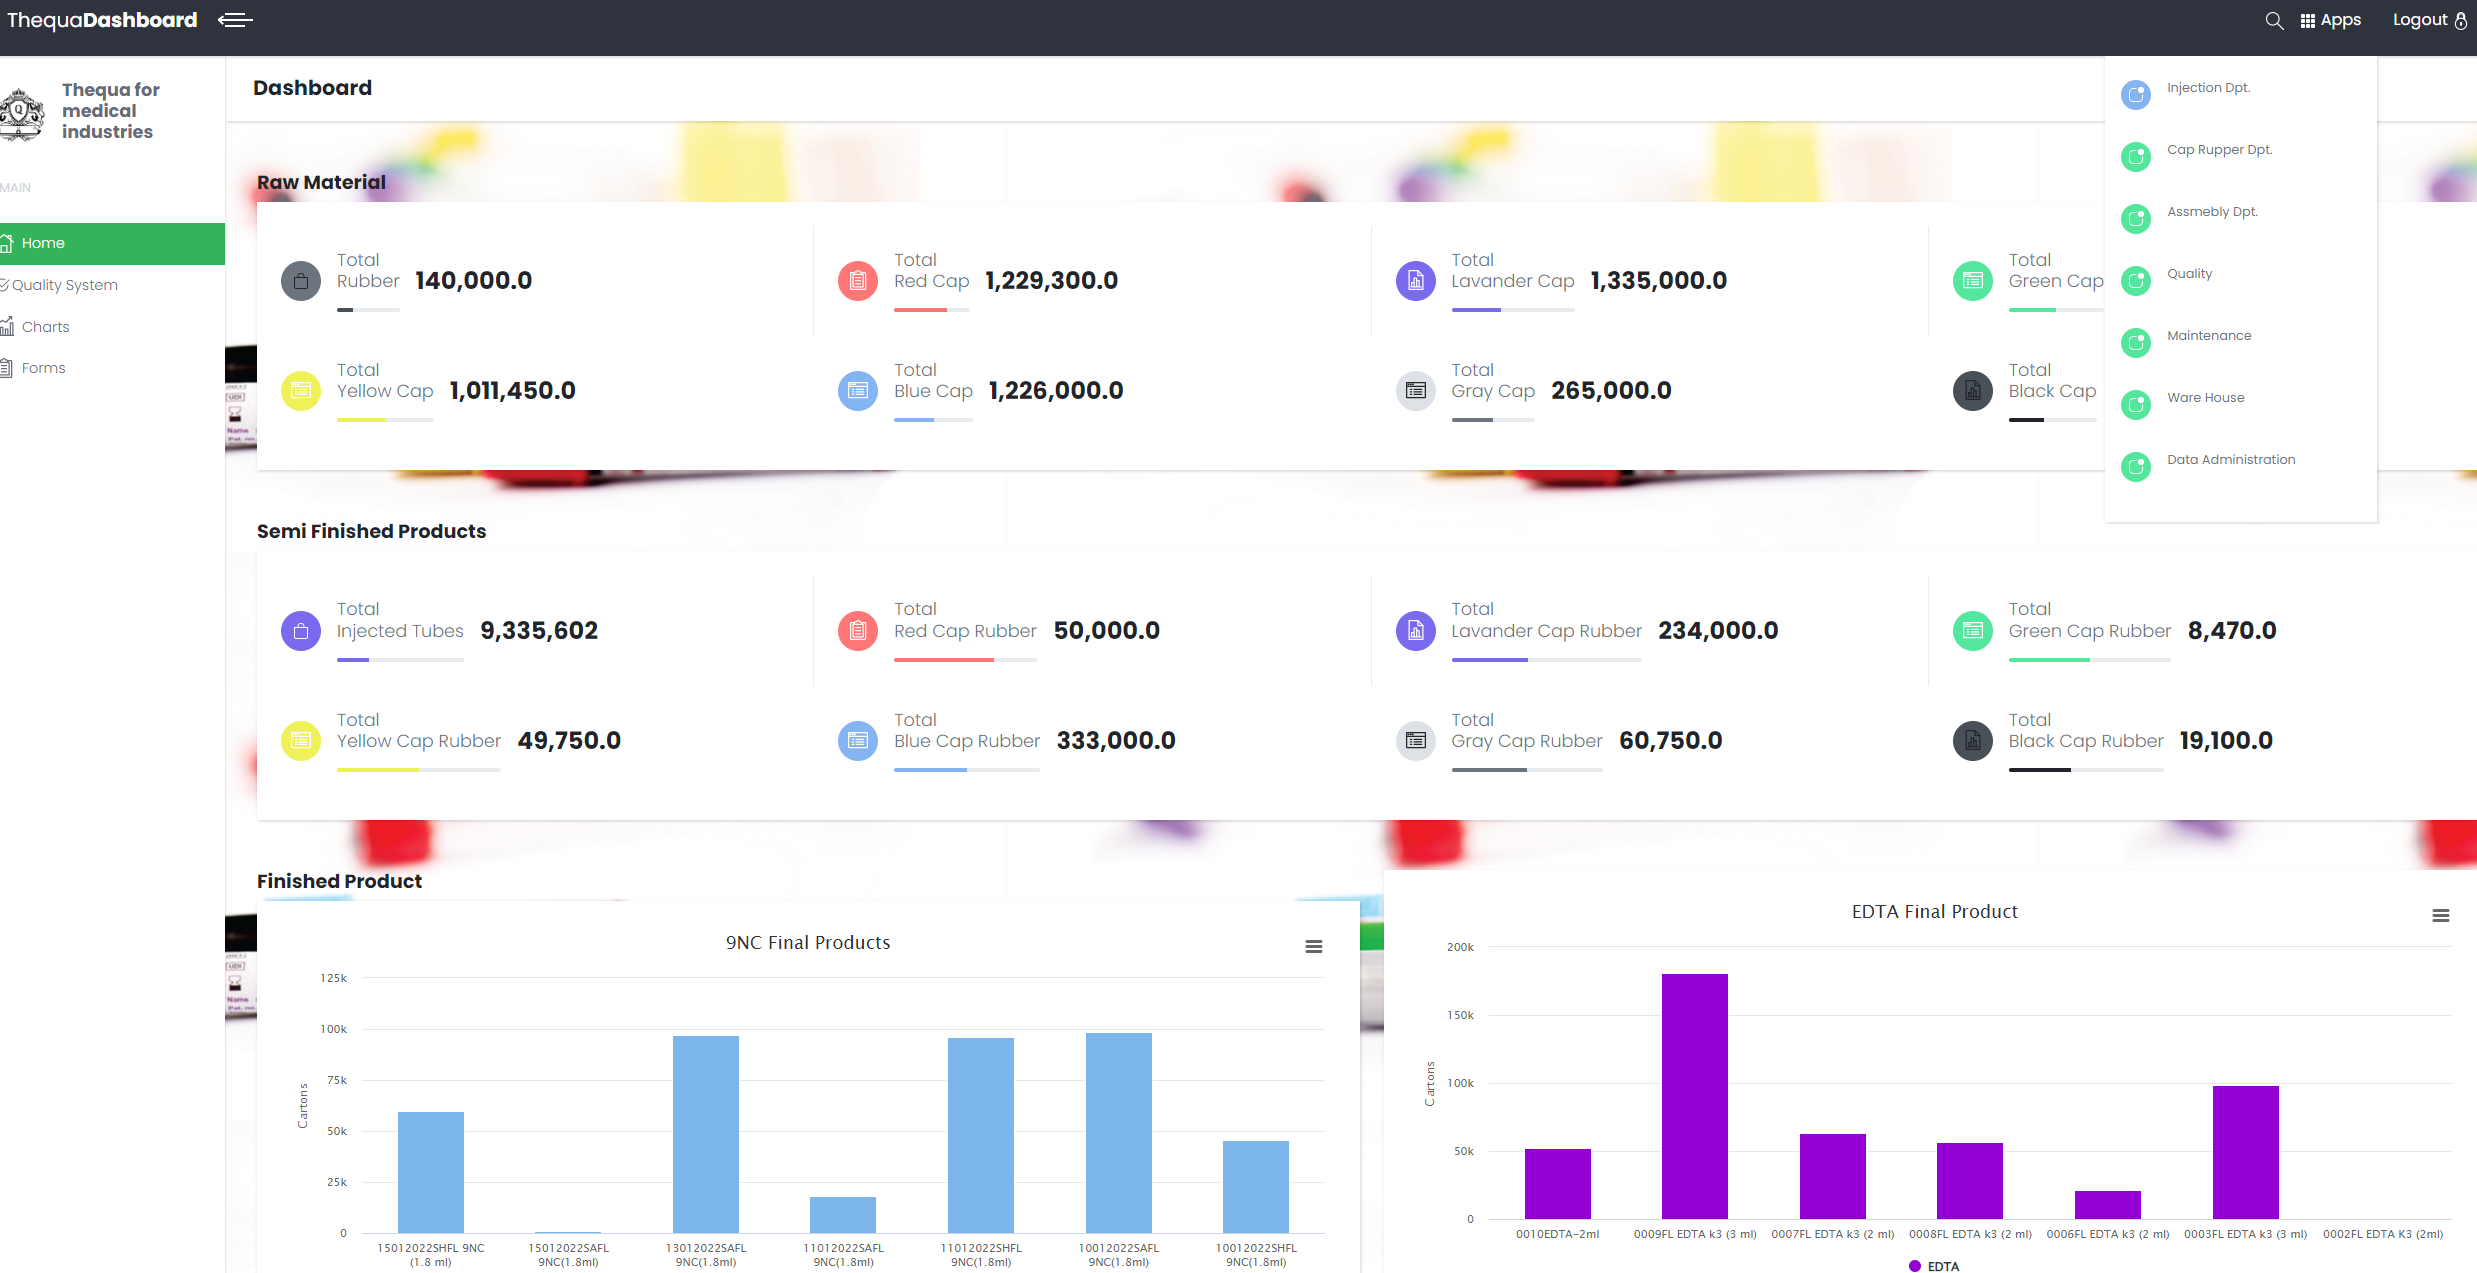 ThequaDashboard
Apps
Logout
Thequa for
medical
industries
MAIN
Home
Quality System
Charts
Forms
Dashboard
Injection Dpt.
Cap Rupper Dpt.
Assmebly Dpt.
Quality
Maintenance
Ware House
Data Administration
Raw Material
Total
Rubber 140,000.0
Total
Red Cap 1,229,300.0
Total
Lavander Cap 1,335,000.0
Total
Green Cap
Total
Yellow Cap 1,011,450.0
Total
Blue Cap 1,226,000.0
Total
Gray Cap 265,000.0
Total
Black Cap
Semi Finished Products
Total
Injected Tubes 9,335,602
Total
Red Cap Rubber 50,000.0
Total
Lavander Cap Rubber 234,000.0
Total
Green Cap Rubber 8,470.0
Total
Yellow Cap Rubber 49,750.0
Total
Blue Cap Rubber 333,000.0
Total
Gray Cap Rubber 60,750.0
Total
Black Cap Rubber 19,100.0
Finished Product
9NC Final Products
Cartons
125k
100k
75k
50k
25k
0
15012022SHFL 9NC
(1.8 ml)
15012022SAFL
9NC(1.8ml)
13012022SAFL
9NC(1.8ml)
11012022SAFL
9NC(1.8ml)
11012022SHFL
9NC(1.8ml)
10012022SAFL
9NC(1.8ml)
10012022SHFL
9NC(1.8ml)
EDTA Final Product
Cartons
200k
150k
100k
50k
0
0010EDTA-2ml
0009FL EDTA k3 (3 ml)
0007FL EDTA k3 (2 ml)
0008FL EDTA k3 (2 ml)
0006FL EDTA k3 (2 ml)
0003FL EDTA k3 (3 ml)
0002FL EDTA K3 (2ml)
EDTA